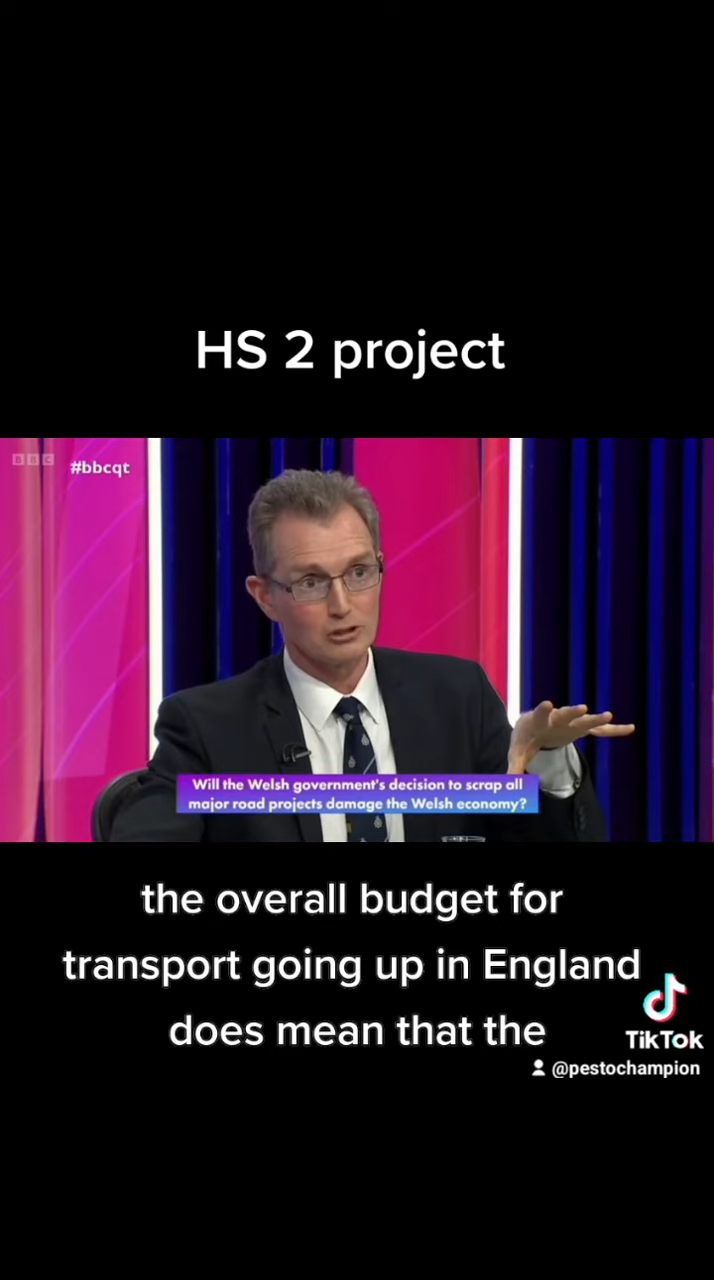 HS 2 project
BBC
#bbcqt
Will the Welsh government's decision to scrap all
major road projects damage the Welsh economy?
the overall budget for
transport going up in England
does mean that the
TikTok
@pestochampion